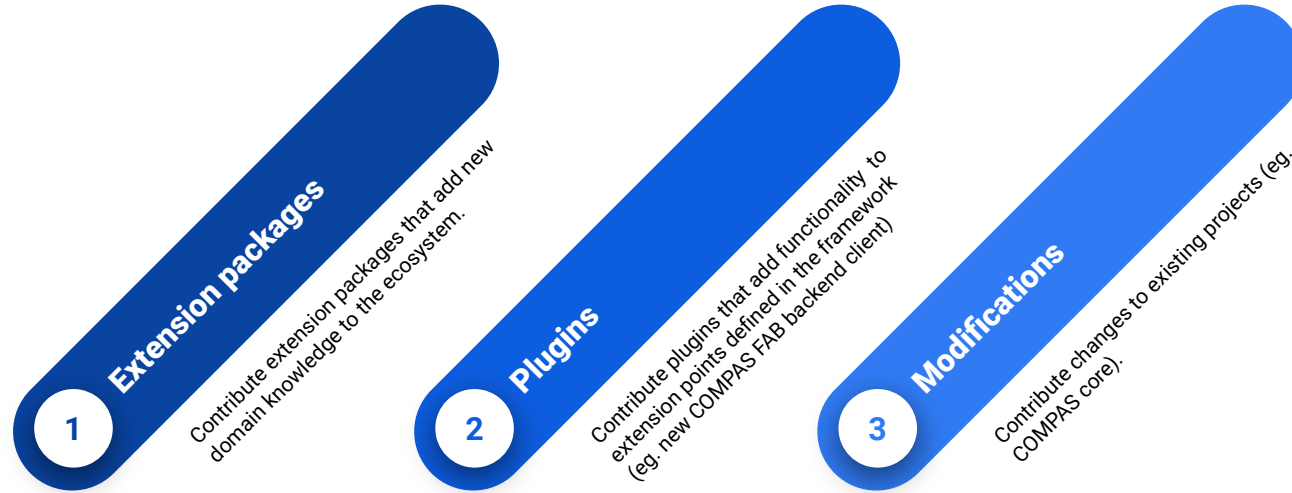 1
Extension packages
Contribute extension packages that add new
domain knowledge to the ecosystem.
2
Plugins
Contribute plugins that add functionality to
extension points defined in the framework
(eg. new COMPAS FAB backend client)
3
Modifications
Contribute changes to existing projects (eg.
COMPAS core).